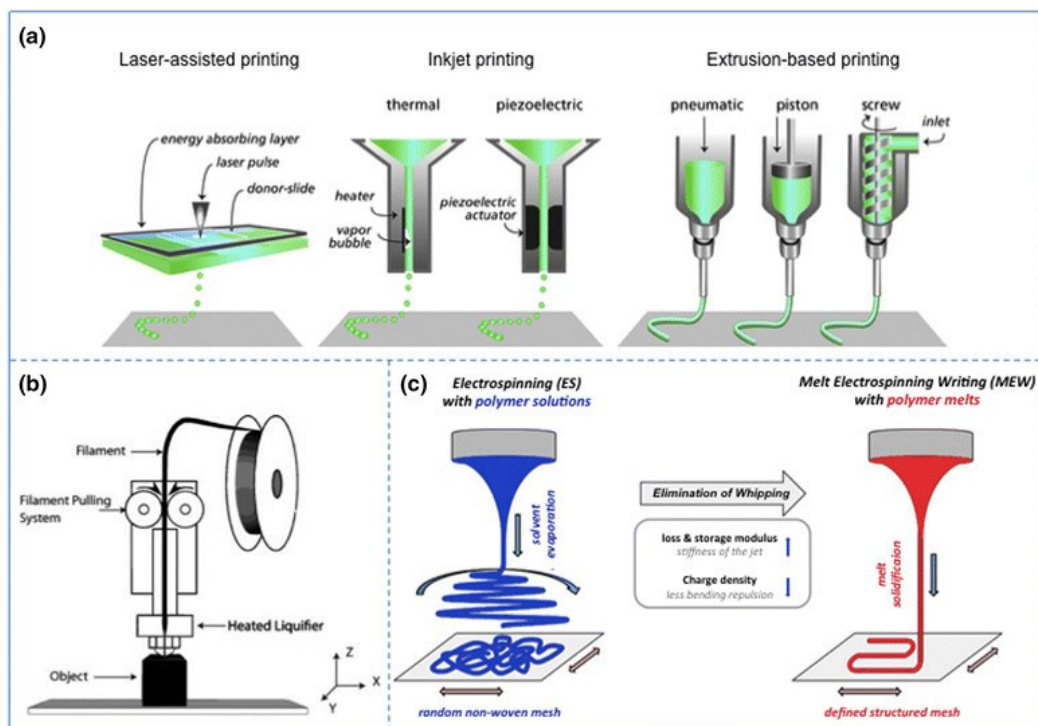 (a)
Laser-assisted printing
energy absorbing layer
laser pulse
donor-slide
Inkjet printing
thermal
piezoelectric
heater
vapor
bubble
piezoelectric
actuator
Extrusion-based printing
pneumatic
piston
screw
inlet
(b)
Filament
Filament Pulling
System
Heated Liquifier
Object
Z
X
Y
(c)
Electrospinning (ES)
with polymer solutions
solvent
evaporation
random non-woven mesh
Elimination of Whipping
loss & storage modulus
stiffness of the jet
Charge density
less bending repulsion
Melt Electrospinning Writing (MEW)
with polymer melts
melt
solidificaion
defined structured mesh